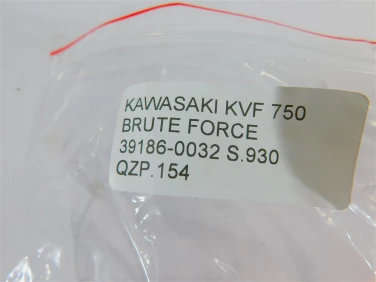 KAWASAKI KVF 750
BRUTE FORCE
39186-0032 S.930
QZP.154